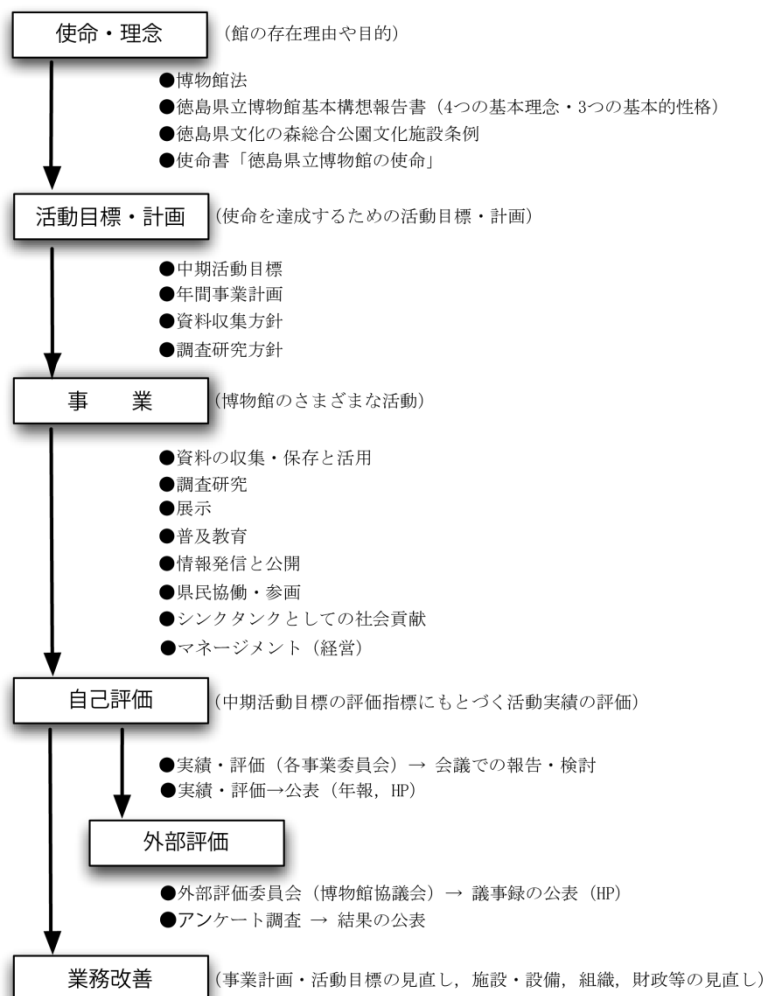 使命・理念 (館の存在理由や目的)
●博物館法
●徳島県立博物館基本構想報告書 (4つの基本理念・3つの基本的性格)
●徳島県文化の森総合公園文化施設条例
●使命書「徳島県立博物館の使命」
活動目標・計画 (使命を達成するための活動目標・計画)
●中期活動目標
●年間事業計画
●資料収集方針
●調査研究方針
事 業 (博物館のさまざまな活動)
●資料の収集・保存と活用
●調査研究
●展示
●普及教育
●情報発信と公開
●県民協働・参画
●シンクタンクとしての社会貢献
●マネージメント (経営)
自己評価 (中期活動目標の評価指標にもとづく活動実績の評価)
●実績・評価 (各事業委員会) → 会議での報告・検討
●実績・評価→公表 (年報, HP)
外部評価
●外部評価委員会 (博物館協議会) → 議事録の公表 (HP)
●アンケート調査 → 結果の公表
業務改善 (事業計画・活動目標の見直し, 施設・設備, 組織, 財政等の見直し)